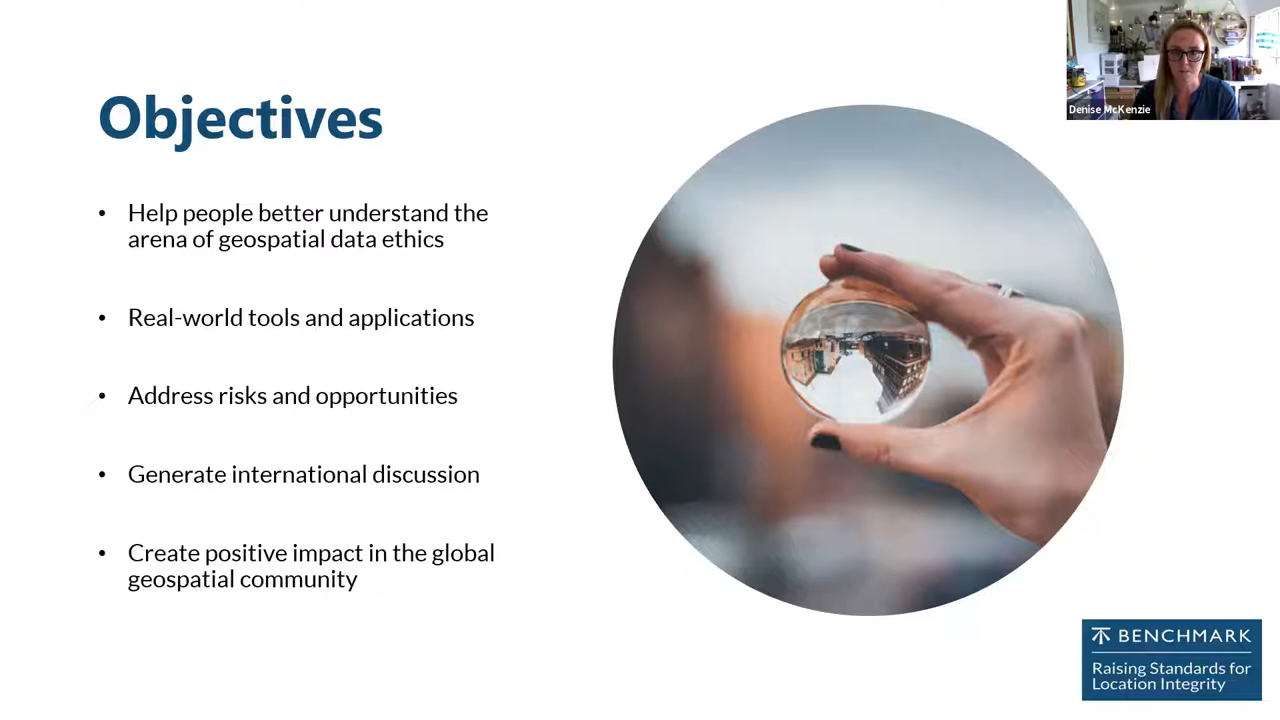 Objectives
• Help people better understand the
arena of geospatial data ethics
• Real-world tools and applications
• Address risks and opportunities
• Generate international discussion
• Create positive impact in the global
geospatial community
Denise McKenzie
BENCHMARK
Raising Standards for
Location Integrity